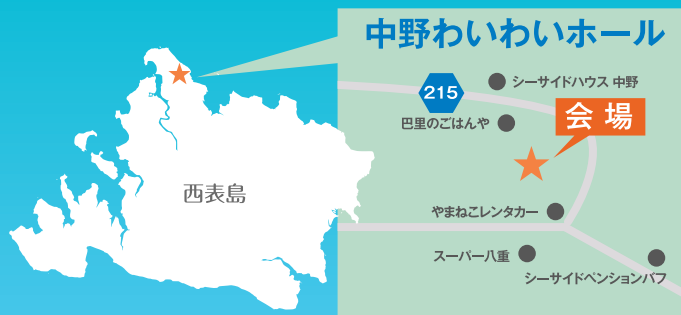 中野わいわいホール
シーサイドハウス 中野
215
会場
巴里のごはんや
西表島
やまねこレンタカー
スーパー八重
シーサイドペンションパフ